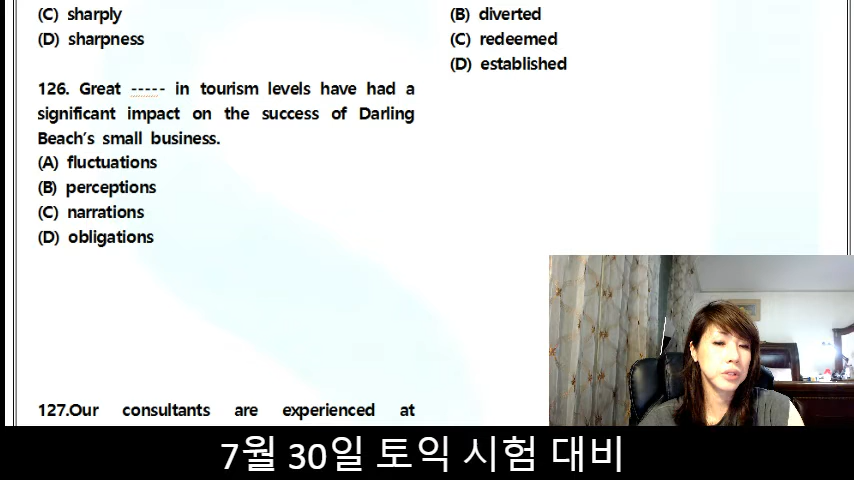 (C) sharply
(D) sharpness
126. Great ----- in tourism levels have had a
significant impact on the success of Darling
Beach's small business.
(A) fluctuations
(B) perceptions
(C) narrations
(D) obligations
127.Our consultants are experienced at
(B) diverted
(C) redeemed
(D) established
7월 30일 토익 시험 대비